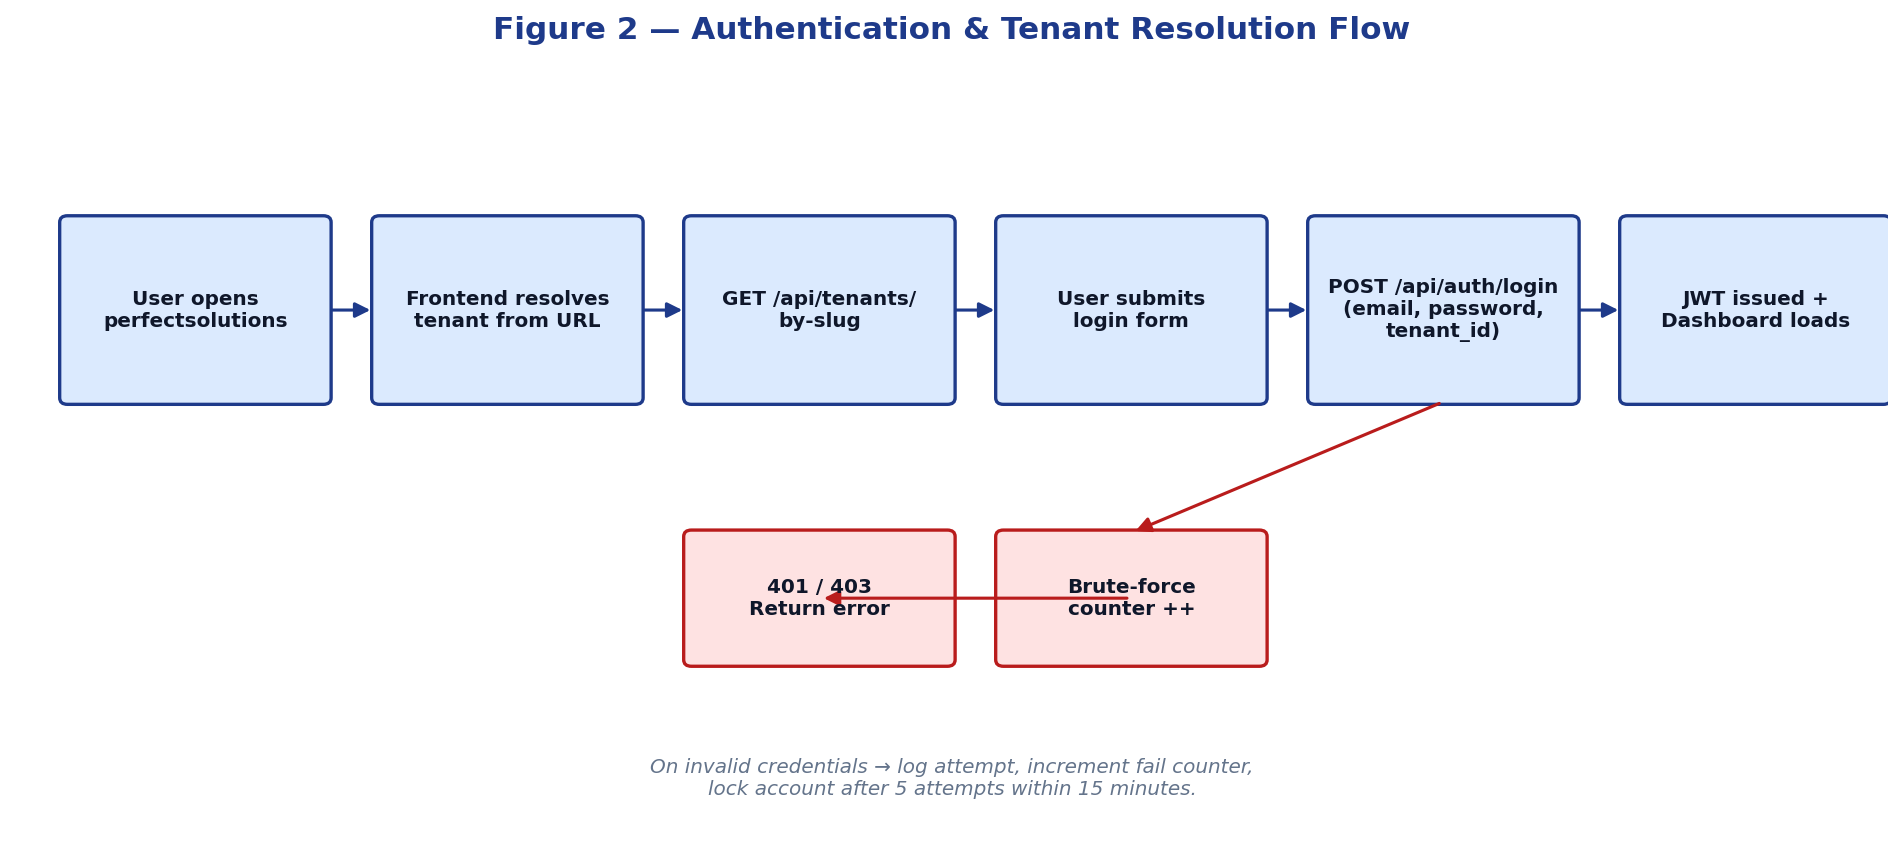 Figure 2 — Authentication & Tenant Resolution Flow
User opens
perfectsolutions
Frontend resolves
tenant from URL
GET /api/tenants/
by-slug
User submits
login form
POST /api/auth/login
(email, password,
tenant_id)
JWT issued +
Dashboard loads
401 / 403
Return error
Brute-force
counter ++
On invalid credentials → log attempt, increment fail counter,
lock account after 5 attempts within 15 minutes.